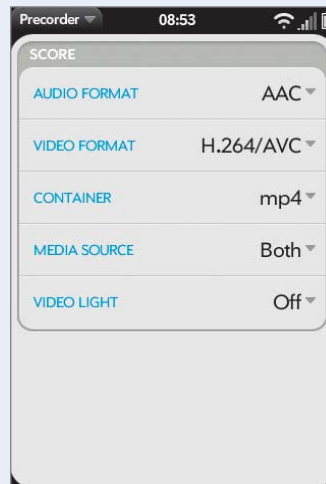 Precorder 08:53
SCORE
AUDIO FORMAT AAC
VIDEO FORMAT H.264/AVC
CONTAINER mp4
MEDIA SOURCE Both
VIDEO LIGHT Off